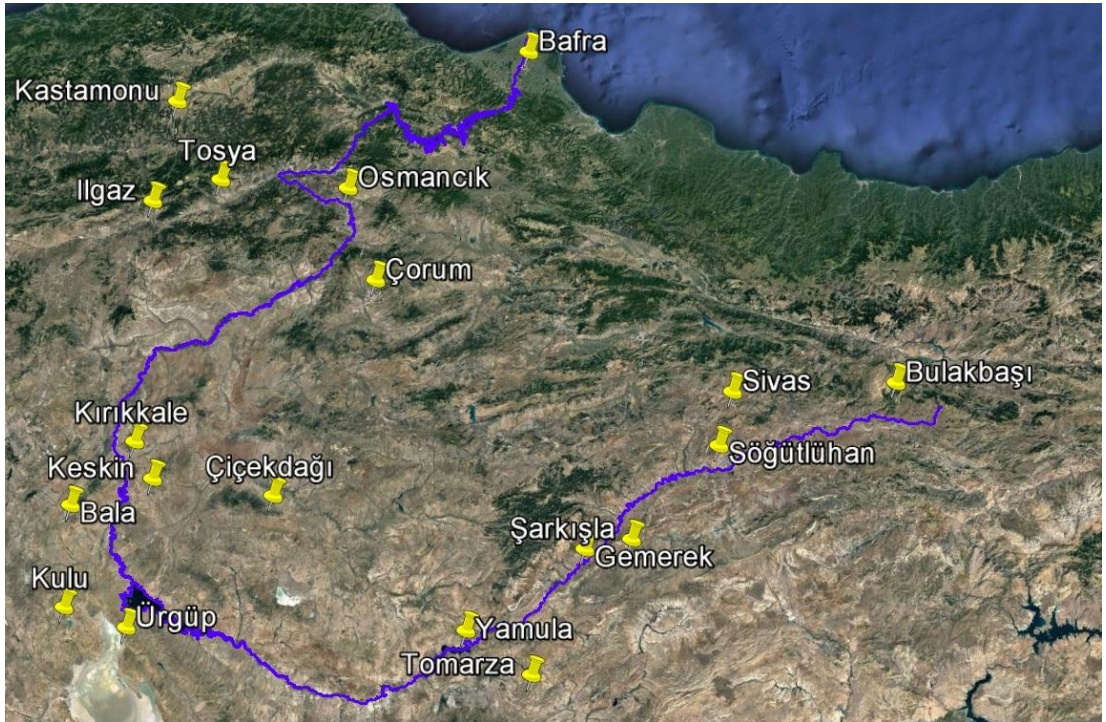 Bafra
Kastamonu
Tosya
Ilgaz
Osmancık
Çorum
Bulakbaşı
Sivas
Kırıkkale
Söğütlühan
Keskin
Çiçekdağı
Bala
Şarkışla
Gemerek
Kulu
Ürgüp
Yamula
Tomarza